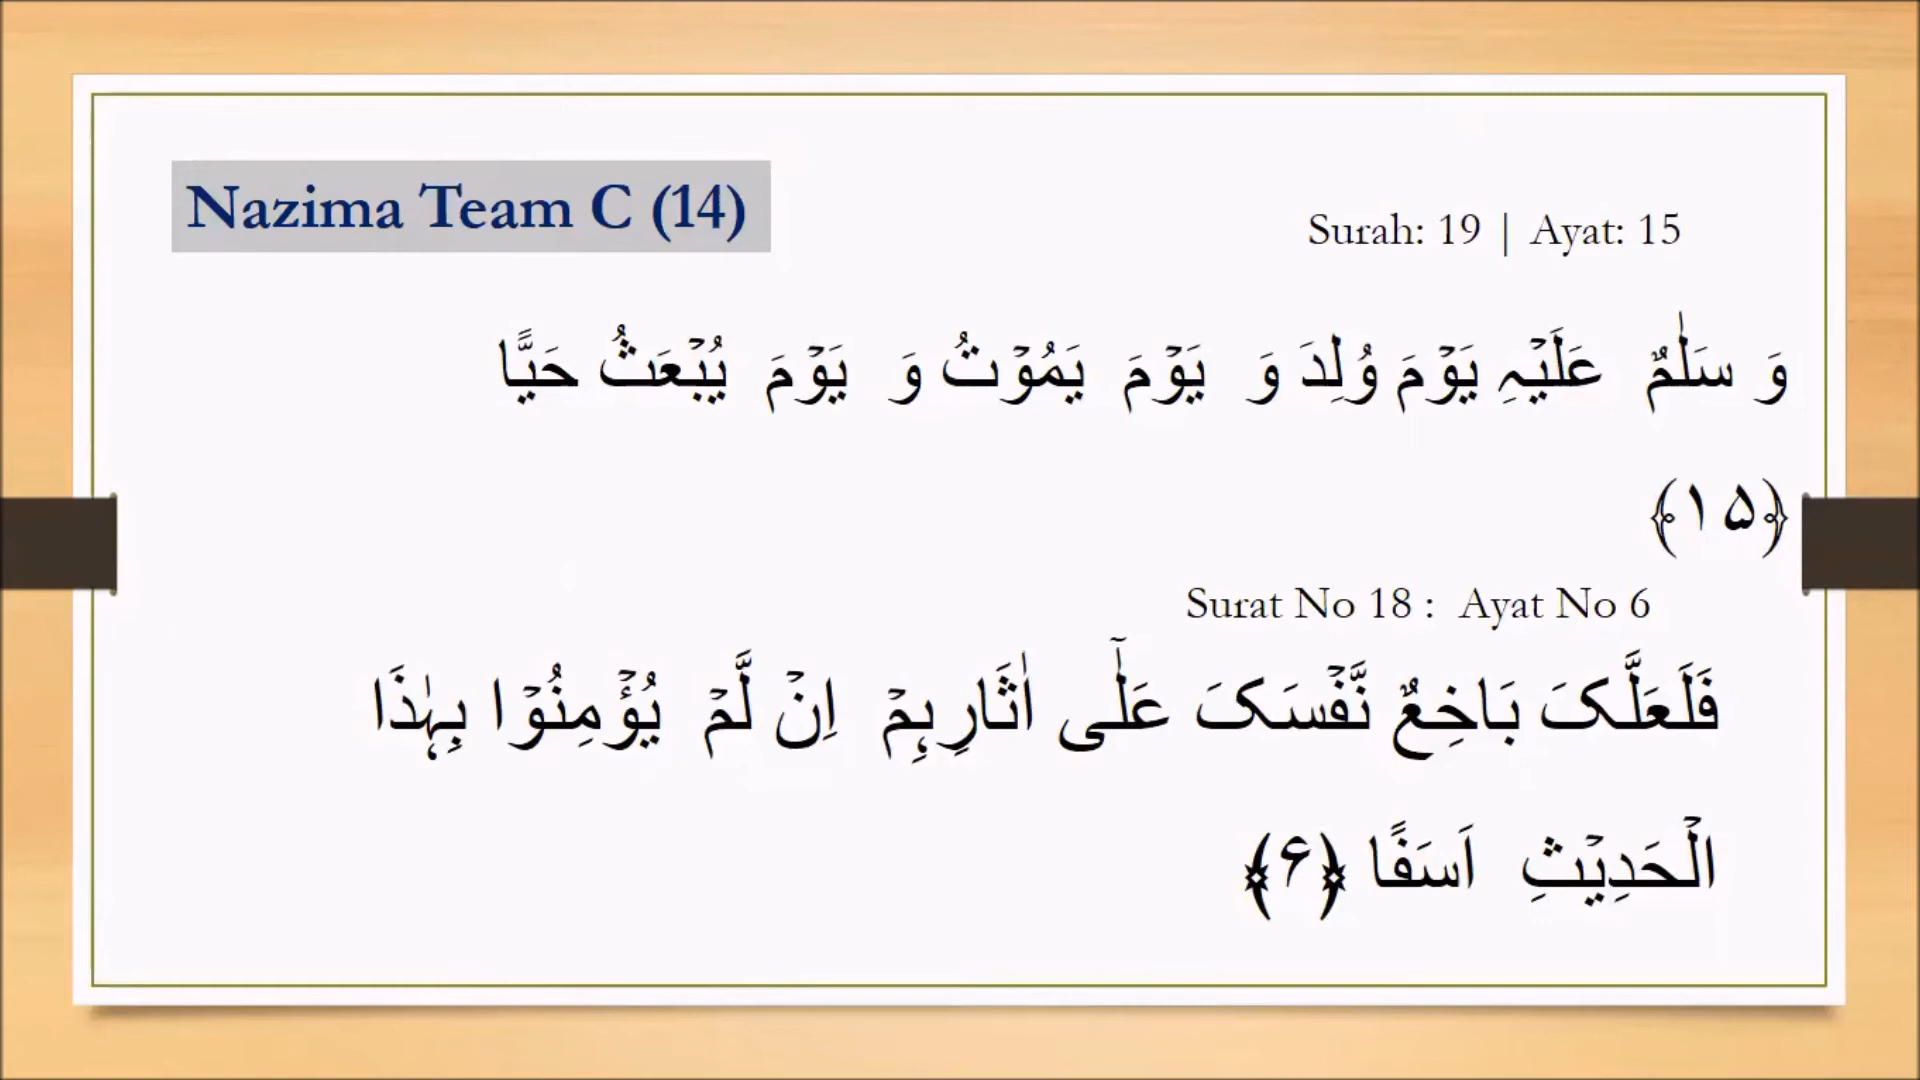 Nazima Team C (14)
Surah: 19 | Ayat: 15
وَ سَلٰمٌ عَلَیۡہِ یَوۡمَ وُلِدَ وَ یَوۡمَ یَمُوۡتُ وَ یَوۡمَ یُبۡعَثُ حَیًّا
﴿۱۵﴾
Surat No 18 : Ayat No 6
فَلَعَلَّکَ بَاخِعٌ نَّفۡسَکَ عَلٰۤی اٰثَارِہِمۡ اِنۡ لَّمۡ یُؤۡمِنُوۡا بِہٰذَا
الۡحَدِیۡثِ اَسَفًا ﴿۶﴾